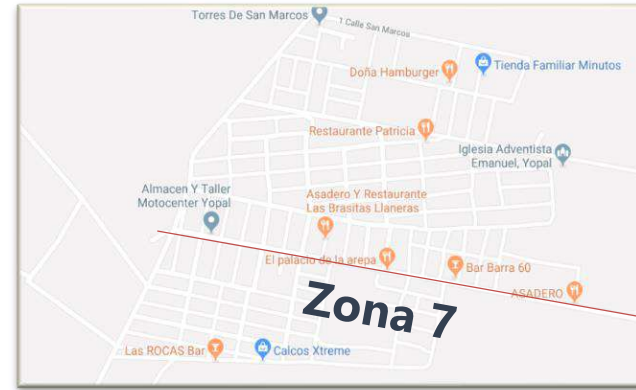 Torres De San Marcos
1 Calle San Marcos
Doña Hamburger
Tienda Familiar Minutos
Restaurante Patricia
Iglesia Adventista
Emanuel, Yopal
Almacen Y Taller
Motocenter Yopal
Asadero Y Restaurante
Las Brasitas Llaneras
El palacio de la arepa
Bar Barra 60
ASADERO
Zona 7
Las ROCAS Bar
Calcos Xtreme